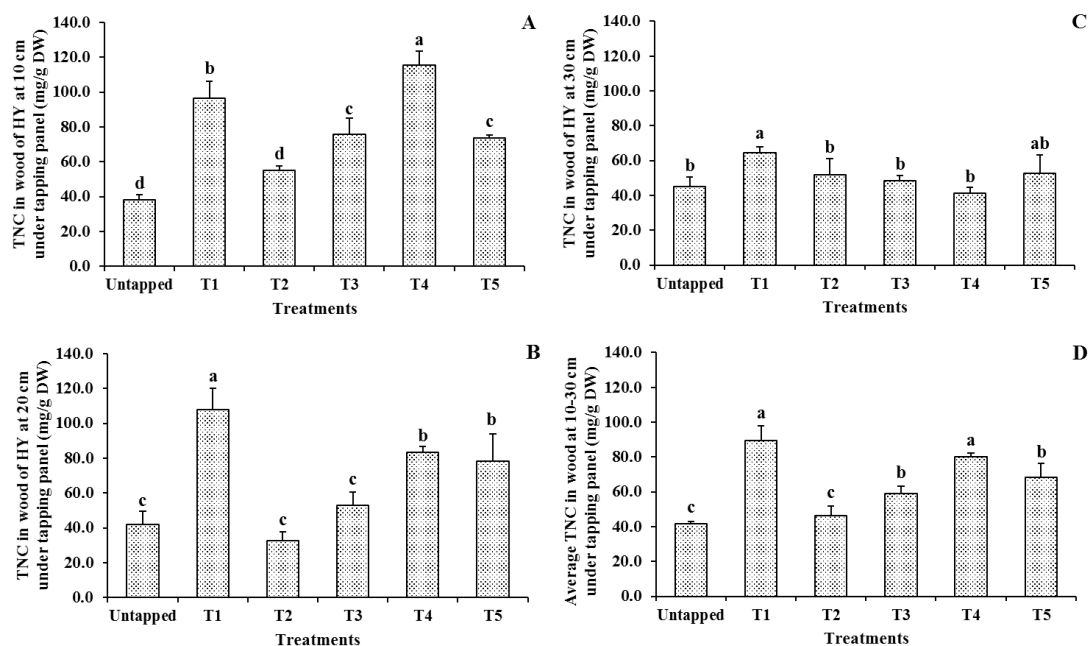 A
TNC in wood of HY at 10 cm
under tapping panel (mg/g DW)
140.0
120.0
100.0
80.0
60.0
40.0
20.0
0.0
d
b
d
c
a
c
Untapped T1 T2 T3 T4 T5
Treatments
C
TNC in wood of HY at 30 cm
under tapping panel (mg/g DW)
140.0
120.0
100.0
80.0
60.0
40.0
20.0
0.0
b
a
b
b
b
ab
Untapped T1 T2 T3 T4 T5
Treatments
B
TNC in wood of HY at 20 cm
under tapping panel (mg/g DW)
140.0
120.0
100.0
80.0
60.0
40.0
20.0
0.0
c
a
c
c
b
b
Untapped T1 T2 T3 T4 T5
Treatments
D
Average TNC in wood at 10-30 cm
under tapping panel (mg/g DW)
140.0
120.0
100.0
80.0
60.0
40.0
20.0
0.0
c
a
c
b
a
b
Untapped T1 T2 T3 T4 T5
Treatments